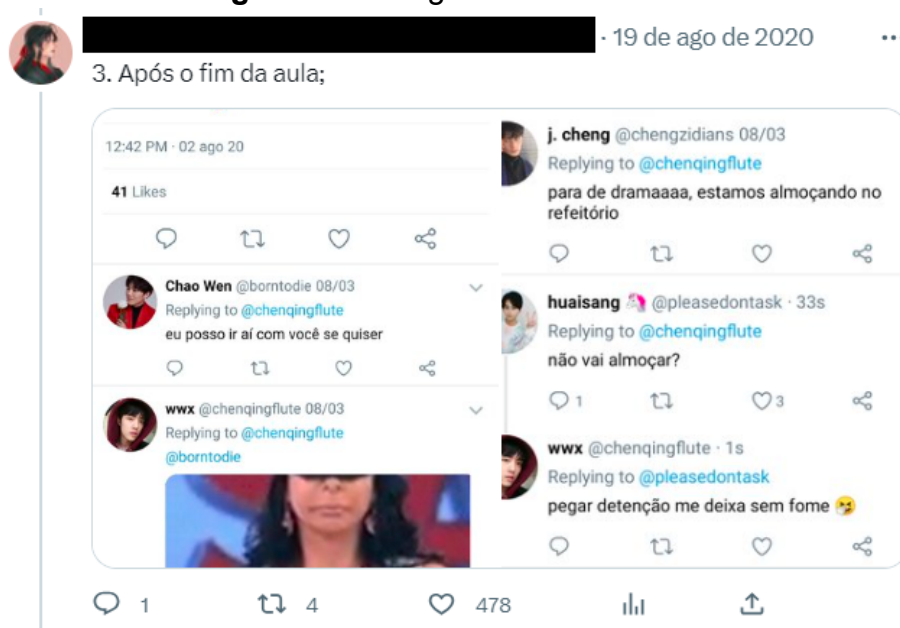 · 19 de ago de 2020
3. Após o fim da aula;
12:42 PM · 02 ago 20
41 Likes
Chao Wen @borntodie 08/03
Replying to @chenqingflute
eu posso ir aí com você se quiser
wwx @chenqingflute 08/03
Replying to @chenqingflute
@borntodie
j. cheng @chengzidians 08/03
Replying to @chenqingflute
para de dramaaaa, estamos almoçando no
refeitório
huaisang 🦄 @pleasedontask · 33s
Replying to @chenqingflute
não vai almoçar?
1 3
wwx @chenqingflute · 1s
Replying to @pleasedontask
pegar detenção me deixa sem fome 🤧
1 4 478